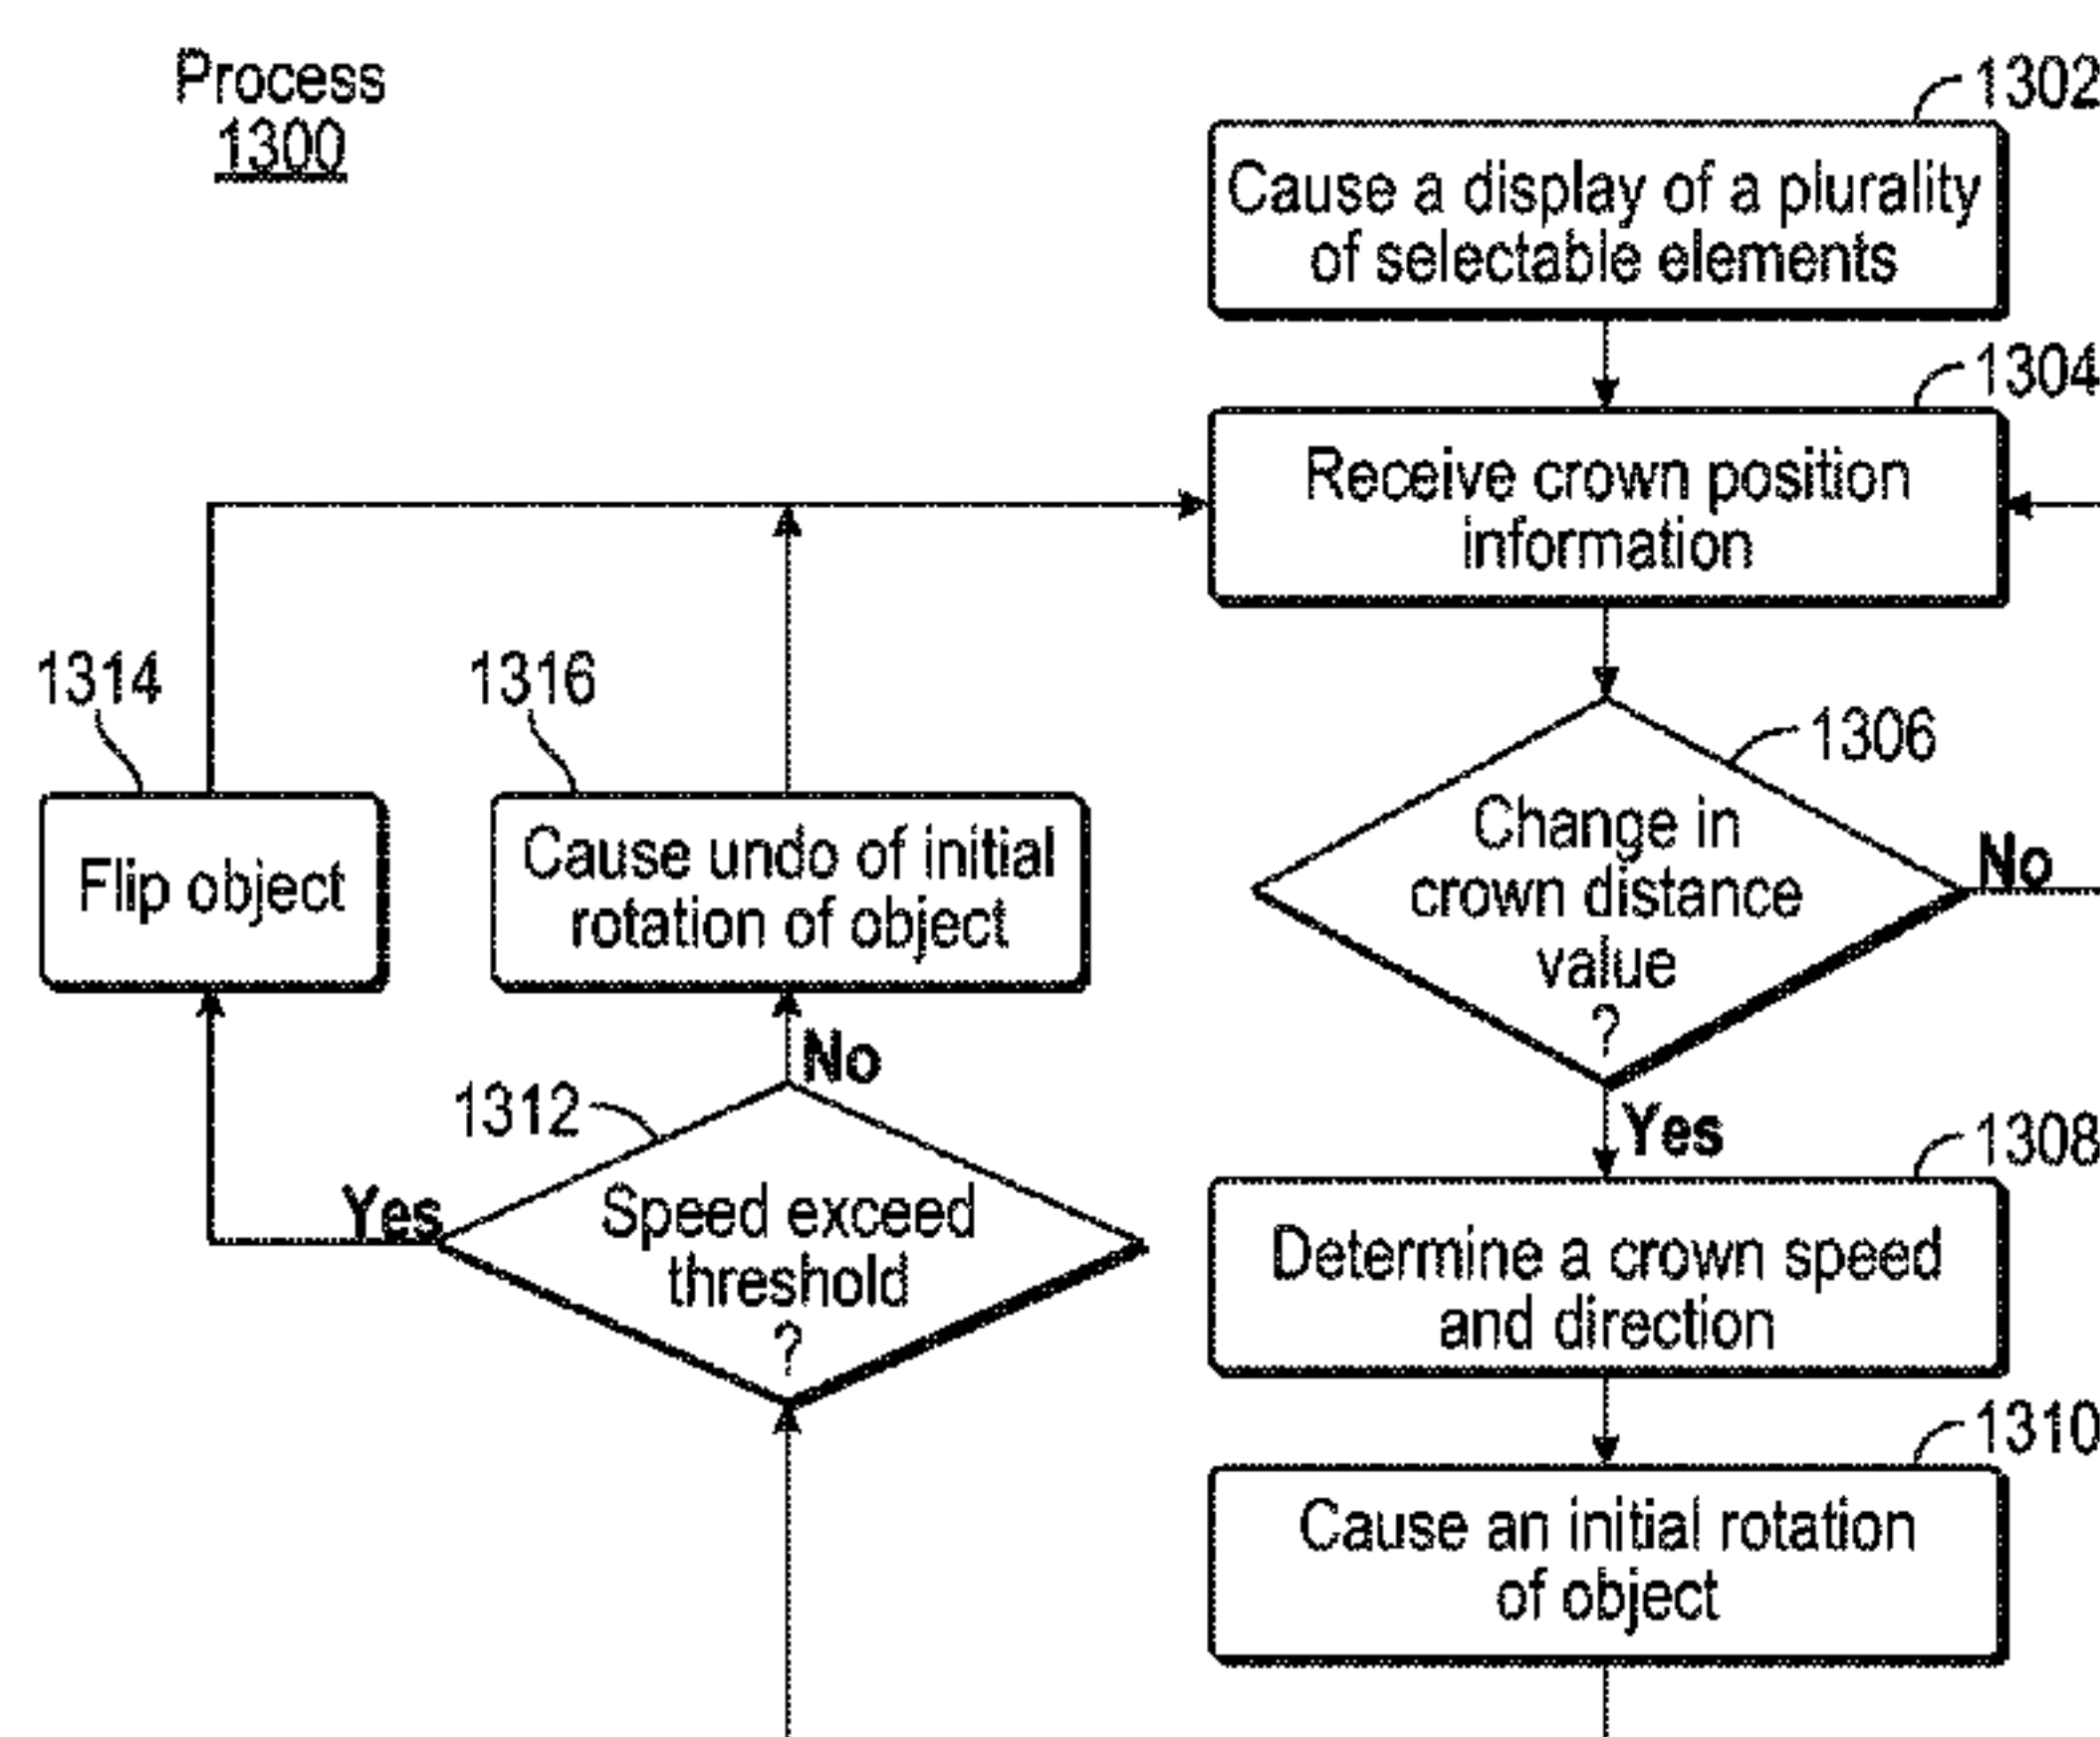 Process
1300
1302
Cause a display of a plurality
of selectable elements
1304
Receive crown position
information
1306
Change in
crown distance
value
?
No
Yes
1308
Determine a crown speed
and direction
1310
Cause an initial rotation
of object
1312
Speed exceed
threshold
?
Yes
No
1314
Flip object
1316
Cause undo of initial
rotation of object